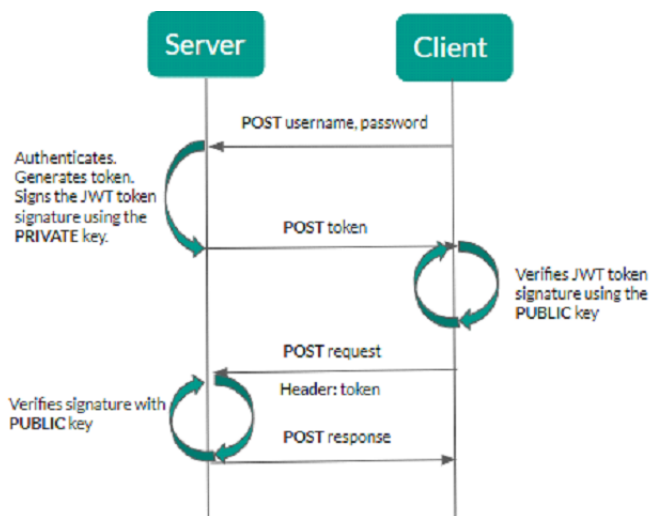 Server
Client
POST username, password
Authenticates.
Generates token.
Signs the JWT token
signature using the
PRIVATE key.
POST token
Verifies JWT token
signature using the
PUBLIC key
POST request
Header: token
Verifies signature with
PUBLIC key
POST response